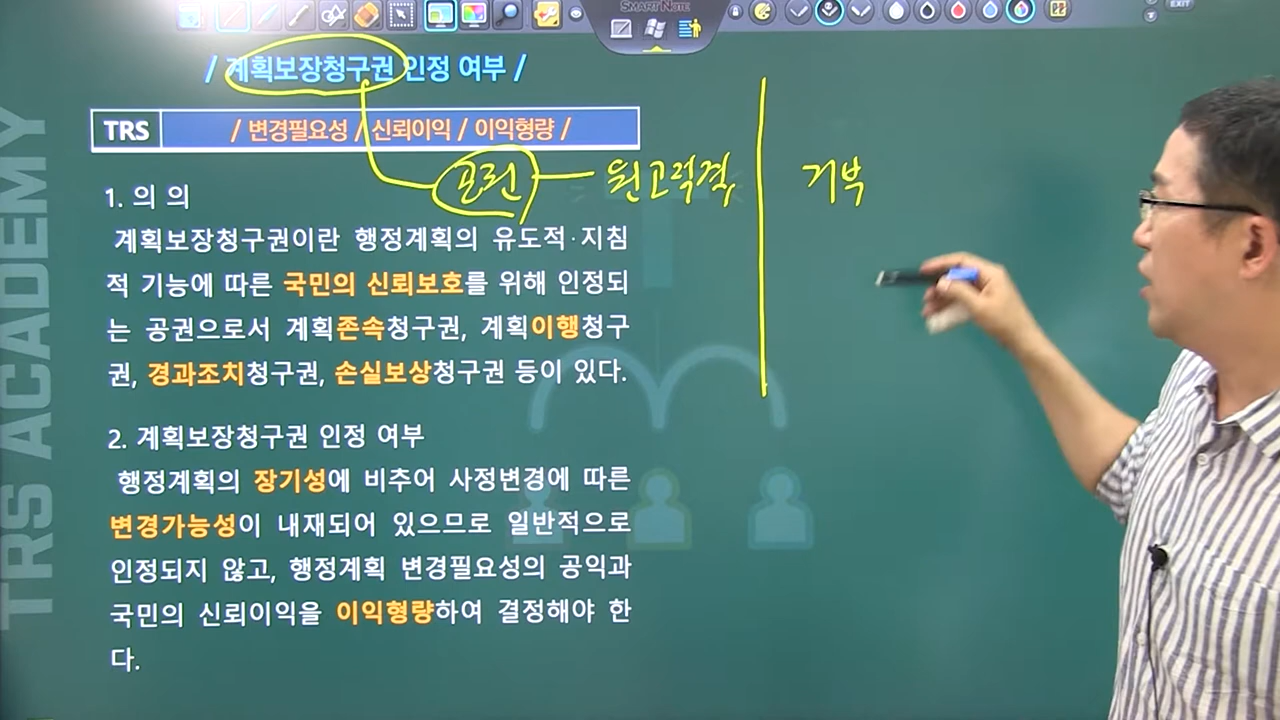 SMART NOTE
EXIT
/ 계획보장청구권 인정 여부 /
TRS / 변경필요성 / 신뢰이익 / 이익형량 /
원고적격
기부
1. 의 의
계획보장청구권이란 행정계획의 유도적·지침
적 기능에 따른 국민의 신뢰보호를 위해 인정되
는 공권으로서 계획존속청구권, 계획이행청구
권, 경과조치청구권, 손실보상청구권 등이 있다.
2. 계획보장청구권 인정 여부
행정계획의 장기성에 비추어 사정변경에 따른
변경가능성이 내재되어 있으므로 일반적으로
인정되지 않고, 행정계획 변경필요성의 공익과
국민의 신뢰이익을 이익형량하여 결정해야 한
다.
TRS ACADEMY